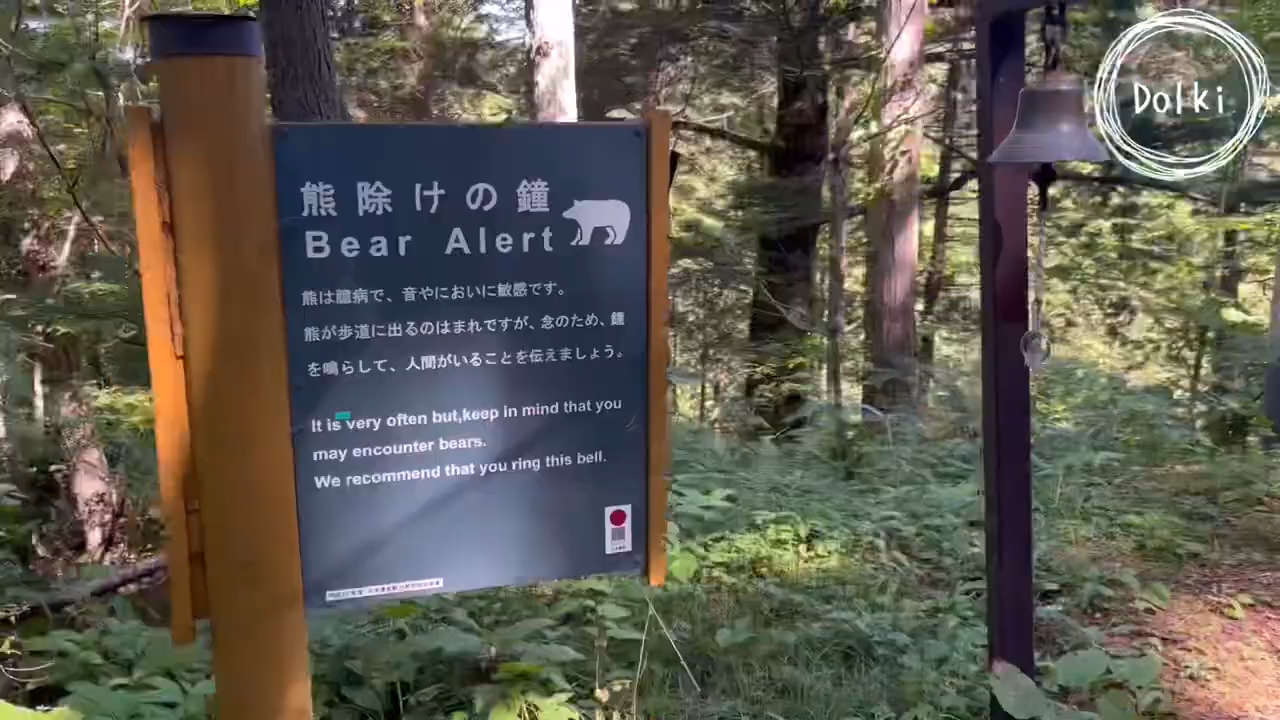 熊除けの鐘
Bear Alert
熊は臆病で、音やにおいに敏感です。
熊が歩道に出るのはまれですが、念のため、鐘
を鳴らして、人間がいることを伝えましょう。
It is very often but,keep in mind that you
may encounter bears.
We recommend that you ring this bell.
Dolki